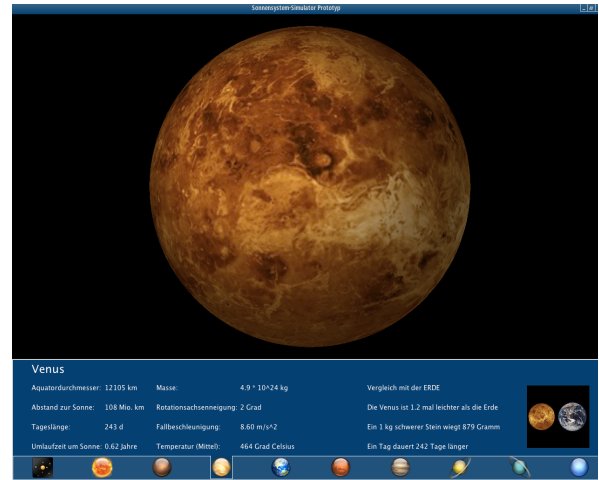 Sonnensystem-Simulator Prototyp
Venus
Aquatordurchmesser: 12105 km Masse: 4.9 * 10^24 kg Vergleich mit der ERDE
Abstand zur Sonne: 108 Mio. km Rotationsachsenneigung: 2 Grad Die Venus ist 1.2 mal leichter als die Erde
Tageslänge: 243 d Fallbeschleunigung: 8.60 m/s^2 Ein 1 kg schwerer Stein wiegt 879 Gramm
Umlaufzeit um Sonne: 0.62 Jahre Temperatur (Mittel): 464 Grad Celsius Ein Tag dauert 242 Tage länger